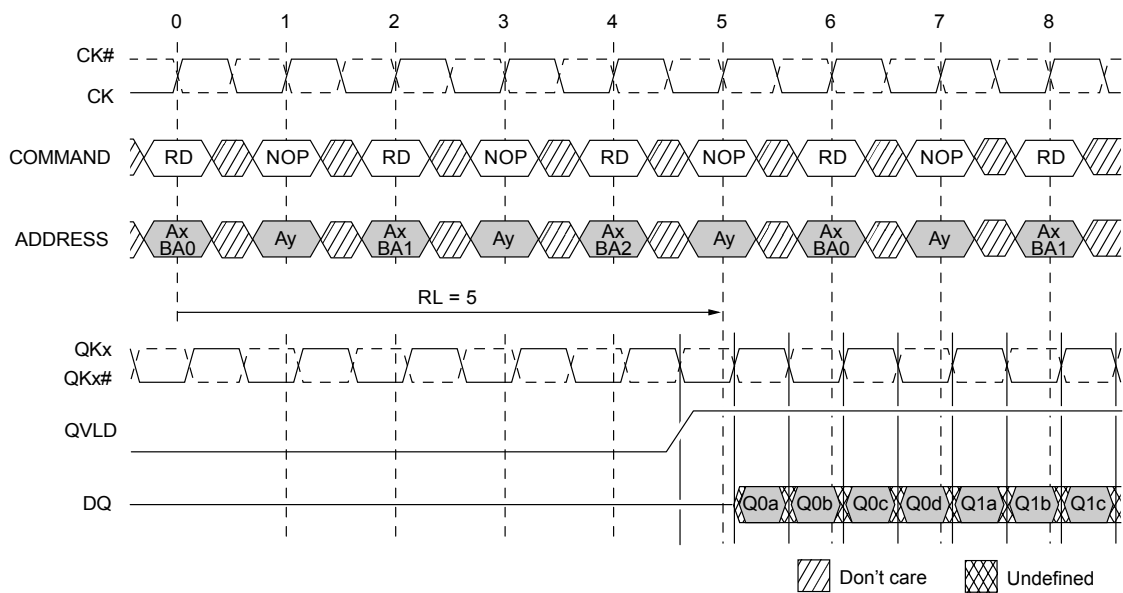 0 1 2 3 4 5 6 7 8
CK#
CK
COMMAND RD NOP RD NOP RD NOP RD NOP RD
ADDRESS Ax BA0 Ay Ax BA1 Ay Ax BA2 Ay Ax BA0 Ay Ax BA1
RL = 5
QKx
QKx#
QVLD
DQ Q0a Q0b Q0c Q0d Q1a Q1b Q1c
Don't care Undefined